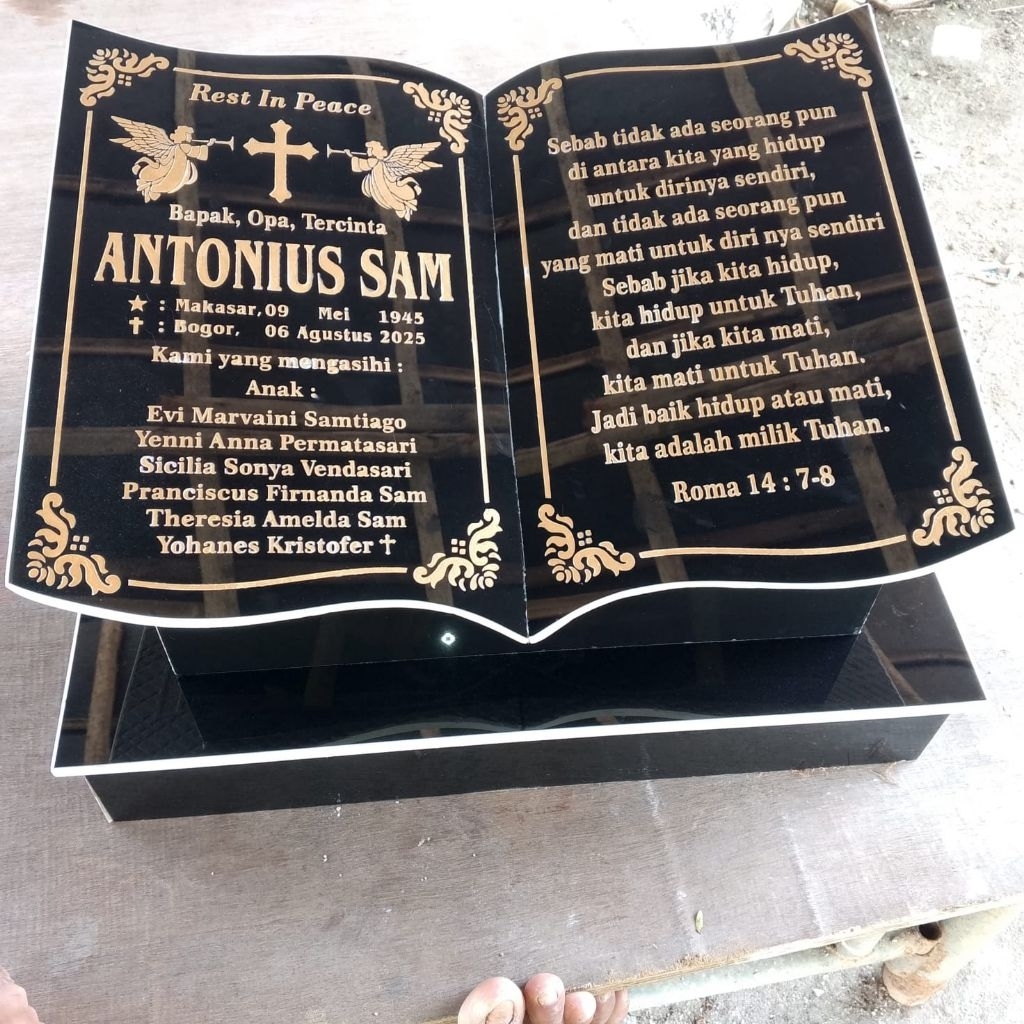 Rest In Peace
Bapak, Opa, Tercinta
ANTONIUS SAM
★ : Makasar, 09 Mei 1945
✝ : Bogor, 06 Agustus 2025
Kami yang mengasihi :
Anak :
Evi Marvaini Samtiago
Yenni Anna Permatasari
Sicilia Sonya Vendasari
Pranciscus Firnanda Sam
Theresia Amelda Sam
Yohanes Kristofer ✝
Sebab tidak ada seorang pun
di antara kita yang hidup
untuk dirinya sendiri,
dan tidak ada seorang pun
yang mati untuk diri nya sendiri
Sebab jika kita hidup,
kita hidup untuk Tuhan,
dan jika kita mati,
kita mati untuk Tuhan.
Jadi baik hidup atau mati,
kita adalah milik Tuhan.
Roma 14 : 7-8